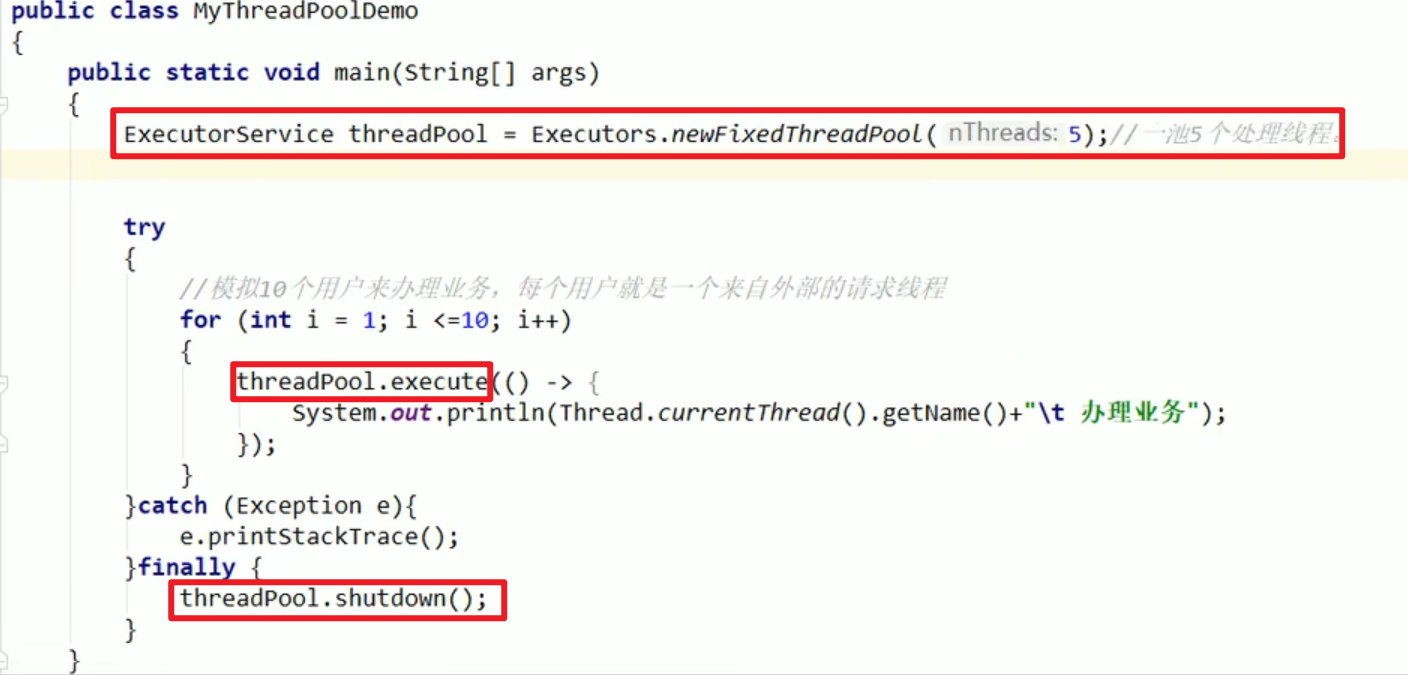 public class MyThreadPoolDemo
{
public static void main(String[] args)
{
ExecutorService threadPool = Executors.newFixedThreadPool( nThreads: 5);//一池5个处理线程.
try
{
//模拟10个用户来办理业务，每个用户就是一个来自外部的请求线程
for (int i = 1; i <=10; i++)
{
threadPool.execute(() -> {
System.out.println(Thread.currentThread().getName()+"\t 办理业务");
});
}
}catch (Exception e){
e.printStackTrace();
}finally {
threadPool.shutdown();
}
}